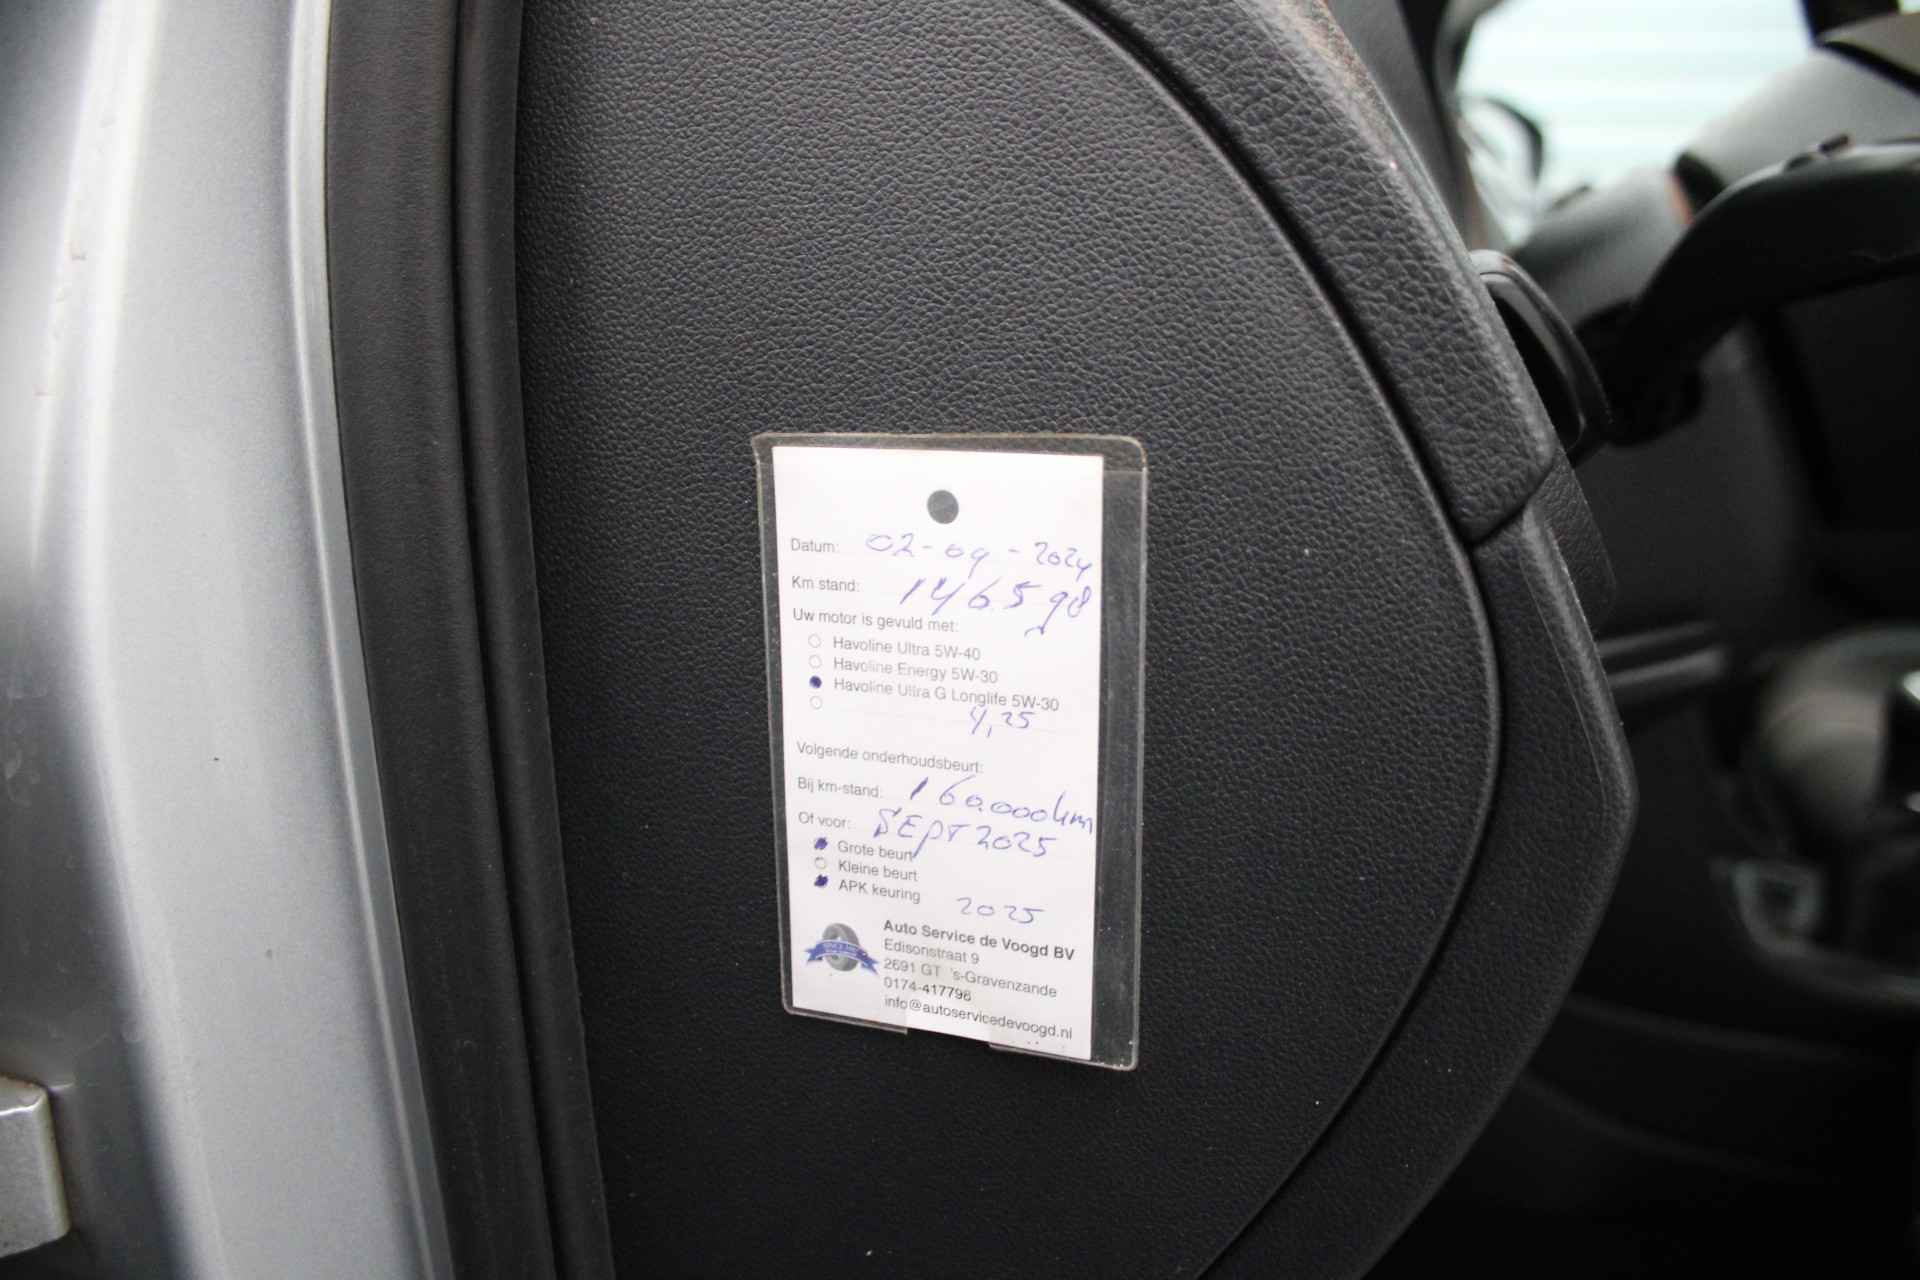 Datum: 02-09-2024
Km stand: 146.598
Uw motor is gevuld met:
Havoline Ultra 5W-40
Havoline Energy 5W-30
Havoline Ultra G Longlife 5W-30
4,25
Volgende onderhoudsbeurt:
Bij km-stand: 160.000km
Of voor: SEPT 2025
Grote beurt
Kleine beurt
APK keuring 2025
Auto Service de Voogd BV
Edisonstraat 9
2691 GT 's-Gravenzande
0174-417798
info@autoservicedevoogd.nl